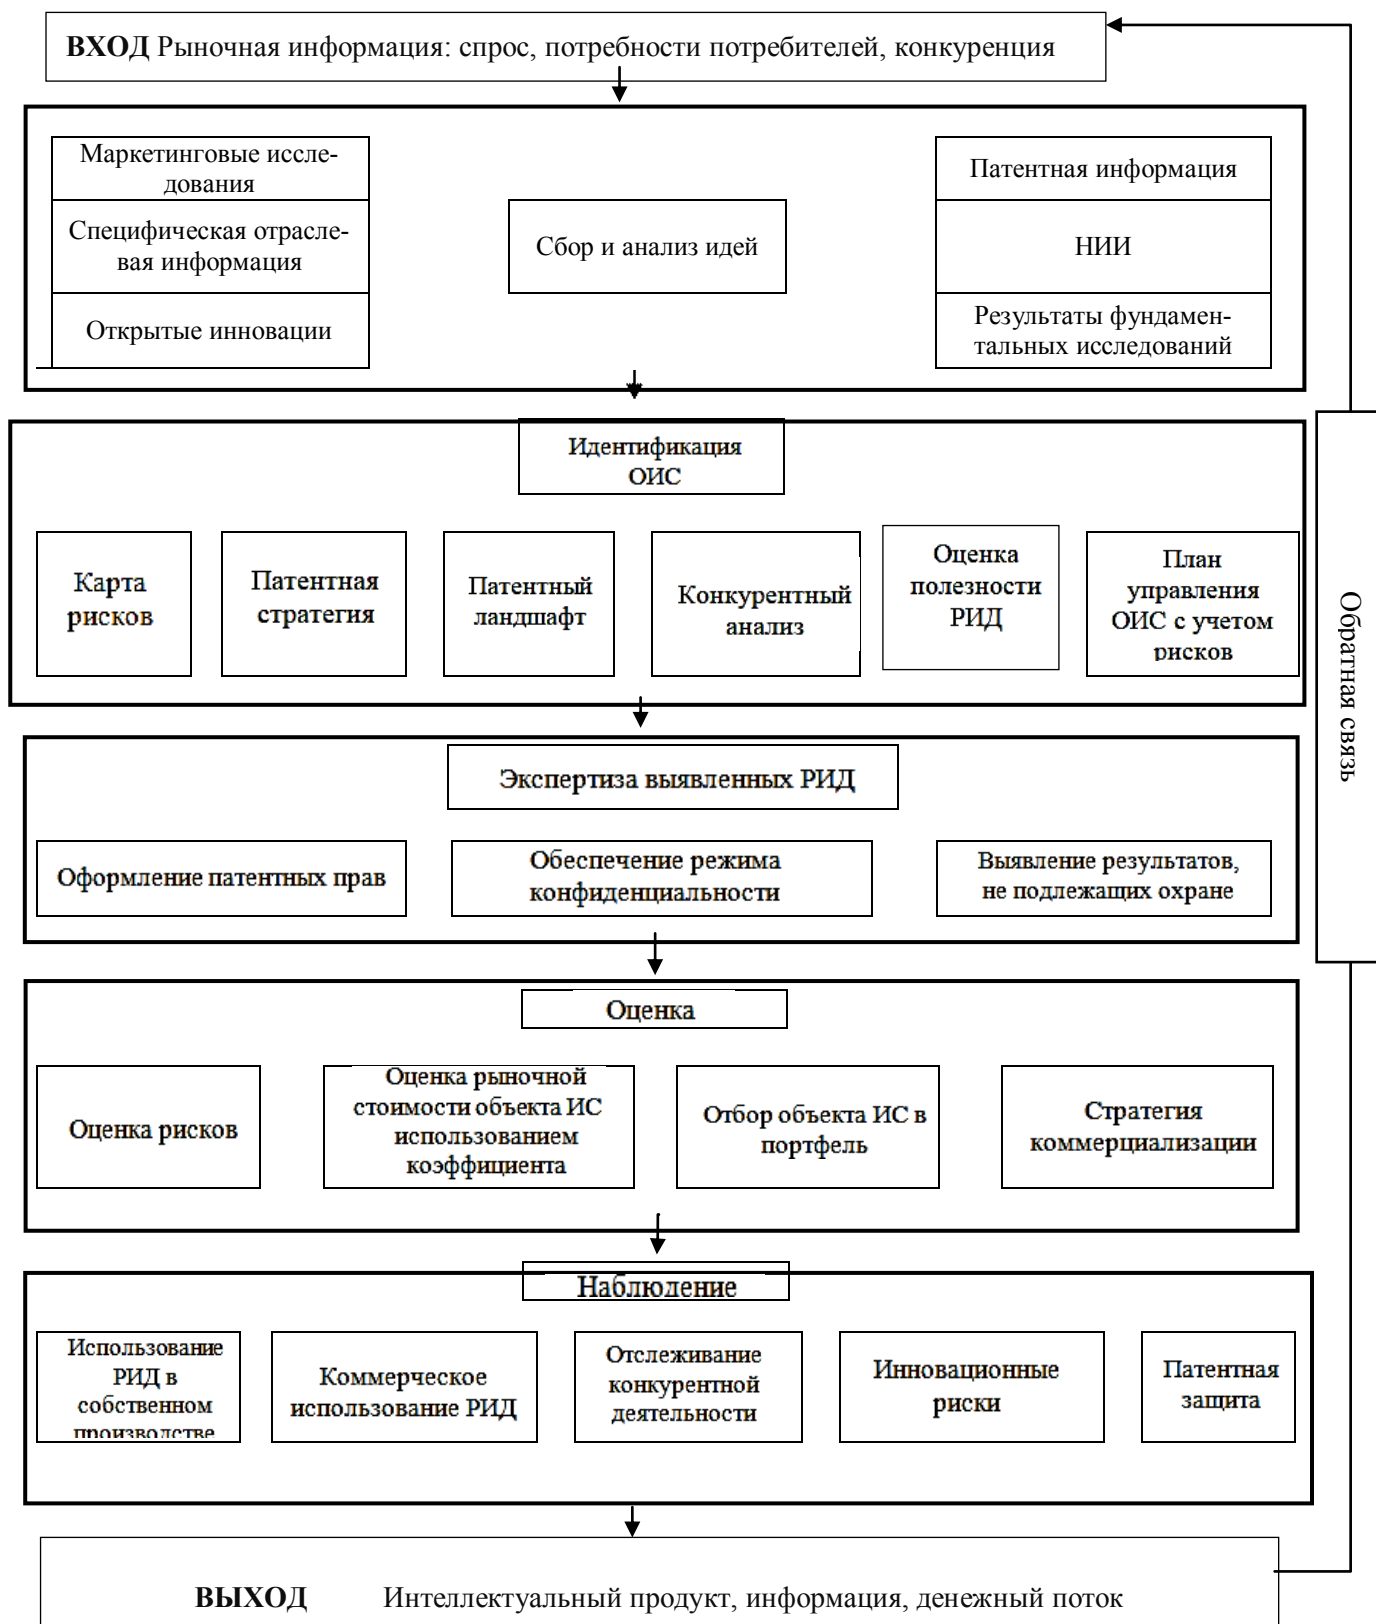 ВХОД Рыночная информация: спрос, потребности потребителей, конкуренция
Маркетинговые иссле-
дования
Специфическая отрасле-
вая информация
Открытые инновации
Сбор и анализ идей
Патентная информация
НИИ
Результаты фундамен-
тальных исследований
Идентификация
ОИС
Карта
рисков
Патентная
стратегия
Патентный
ландшафт
Конкурентный
анализ
Оценка
полезности
РИД
План
управления
ОИС с учетом
рисков
Обратная связь
Экспертиза выявленных РИД
Оформление патентных прав
Обеспечение режима
конфиденциальности
Выявление результатов,
не подлежащих охране
Оценка
Оценка рисков
Оценка рыночной
стоимости объекта ИС
использованием
коэффициента
Отбор объекта ИС в
портфель
Стратегия
коммерциализации
Наблюдение
Использование
РИД в
собственном
производстве
Коммерческое
использование РИД
Отслеживание
конкурентной
деятельности
Инновационные
риски
Патентная
защита
ВЫХОД Интеллектуальный продукт, информация, денежный поток